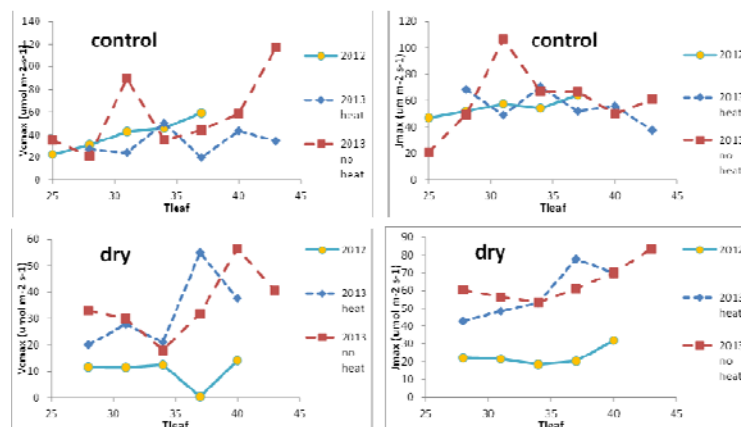 control
Vcmax (umol m-2 s-1)
140
120
100
80
60
40
20
0
25 30 35 40 45
Tleaf
2012
2013
heat
2013
no
heat
control
Jmax (um m-2 s-1)
120
100
80
60
40
20
0
25 30 35 40 45
Tleaf
2012
2013
heat
2013
no
heat
dry
Vcmax (umol m-2 s-1)
60
50
40
30
20
10
0
25 30 35 40 45
Tleaf
2012
2013
heat
2013
no
heat
dry
Jmax (umol m-2 s-1)
90
80
70
60
50
40
30
20
10
0
25 30 35 40 45
Tleaf
2012
2013
heat
2013
no
heat